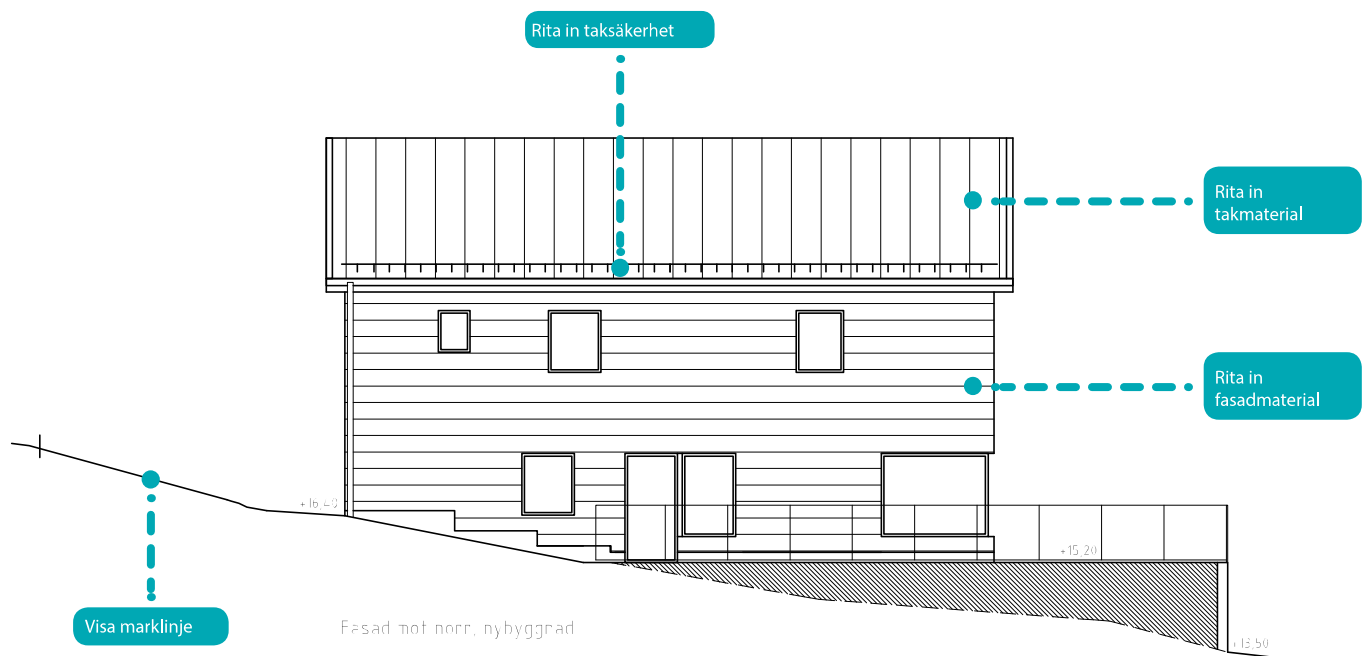 Rita in taksäkerhet
Rita in
takmaterial
Rita in
fasadmaterial
+16,40
+15,20
Visa marklinje
Fasad mot norr, nybyggnad
+13,50